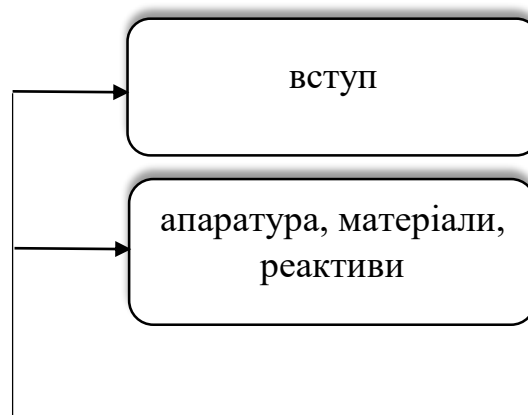 вступ
апаратура, матеріали,
реактиви